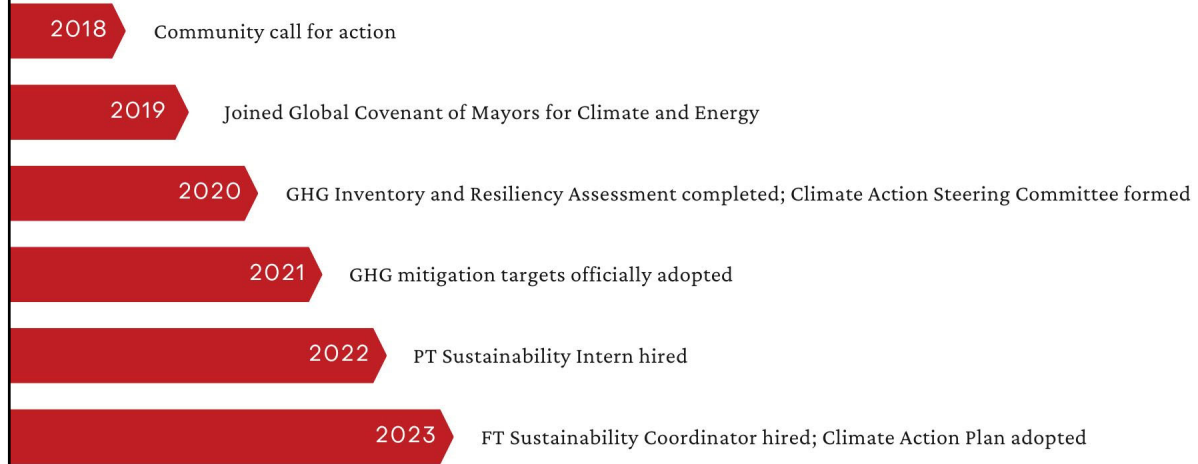 2018 Community call for action
2019 Joined Global Covenant of Mayors for Climate and Energy
2020 GHG Inventory and Resiliency Assessment completed; Climate Action Steering Committee formed
2021 GHG mitigation targets officially adopted
2022 PT Sustainability Intern hired
2023 FT Sustainability Coordinator hired; Climate Action Plan adopted